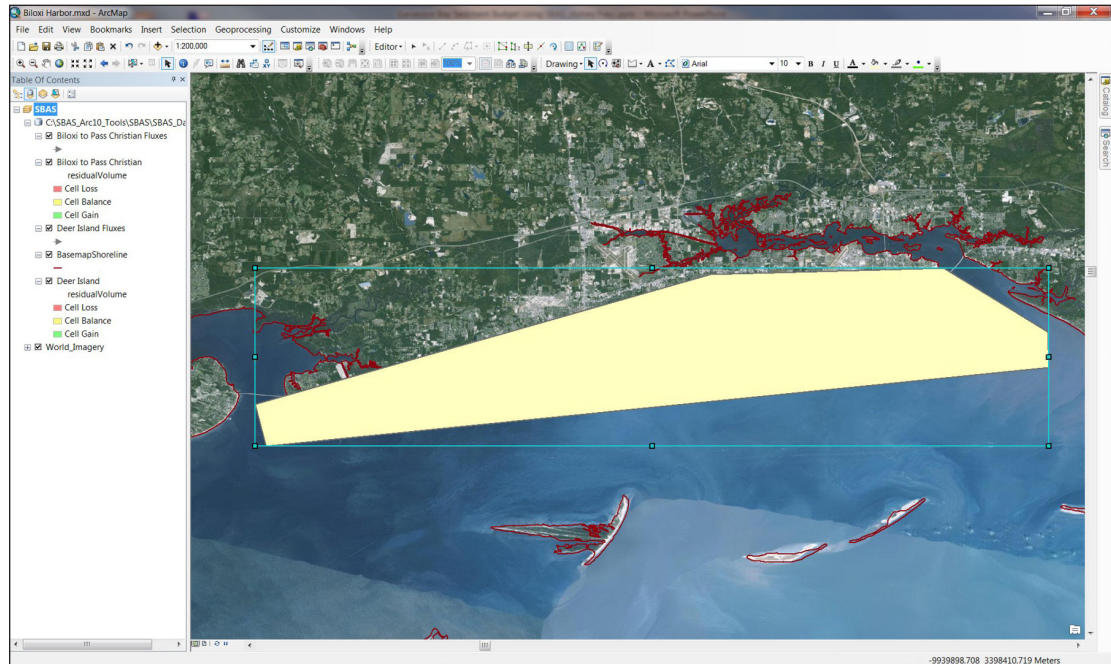 Biloxi Harbor.mxd - ArcMap
File Edit View Bookmarks Insert Selection Geoprocessing Customize Windows Help
1:200,000 Editor
100% Drawing A Arial 10 B I U A
Table Of Contents
SBAS
C:\SBAS_Arc10_Tools\SBAS\SBAS_Da
Biloxi to Pass Christian Fluxes
Biloxi to Pass Christian
residualVolume
Cell Loss
Cell Balance
Cell Gain
Deer Island Fluxes
BasemapShoreline
Deer Island
residualVolume
Cell Loss
Cell Balance
Cell Gain
World_Imagery
Catalog
Search
-9939898.708 3398410.719 Meters